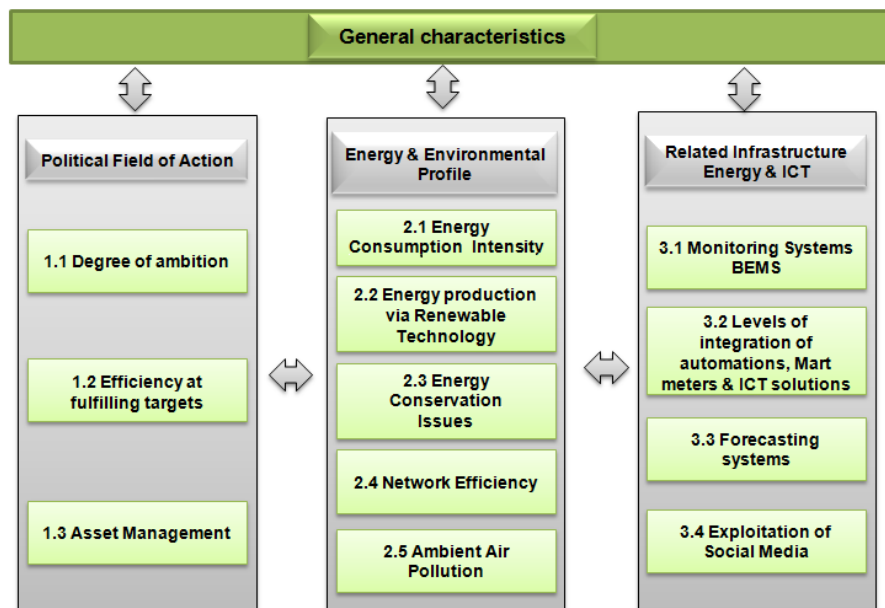 General characteristics
Political Field of Action
1.1 Degree of ambition
1.2 Efficiency at
fulfilling targets
1.3 Asset Management
Energy & Environmental
Profile
2.1 Energy
Consumption Intensity
2.2 Energy production
via Renewable
Technology
2.3 Energy
Conservation
Issues
2.4 Network Efficiency
2.5 Ambient Air
Pollution
Related Infrastructure
Energy & ICT
3.1 Monitoring Systems
BEMS
3.2 Levels of
integration of
automations, Mart
meters & ICT solutions
3.3 Forecasting
systems
3.4 Exploitation of
Social Media